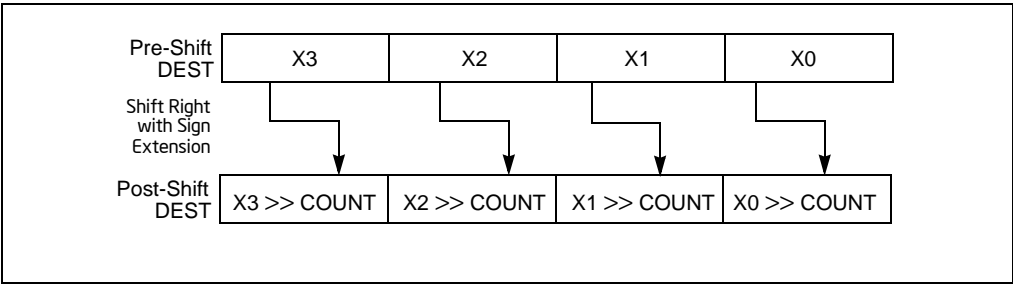 Pre-Shift
DEST
X3 X2 X1 X0
Shift Right
with Sign
Extension
Post-Shift
DEST
X3 >> COUNT X2 >> COUNT X1 >> COUNT X0 >> COUNT